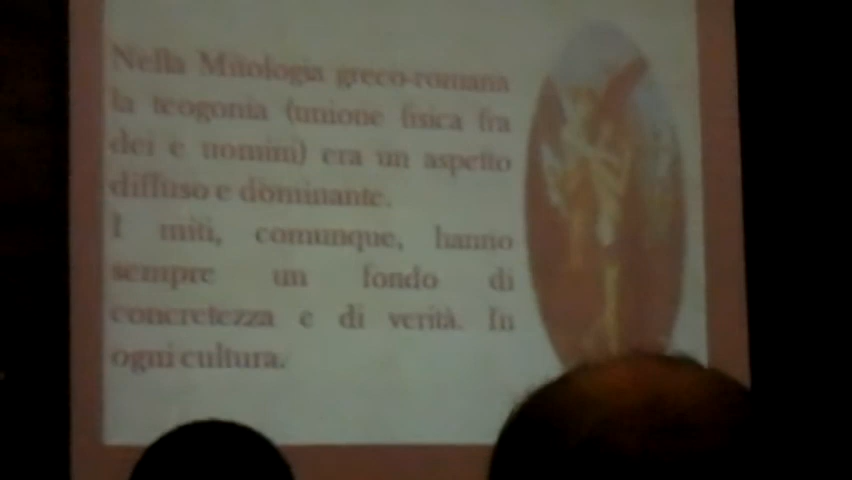 Nella Mitologia greco-romana
la teogonia (unione fisica fra
dei e uomini) era un aspetto
diffuso e dominante.
I miti, comunque, hanno
sempre un fondo di
concretezza e di verità. In
ogni cultura.